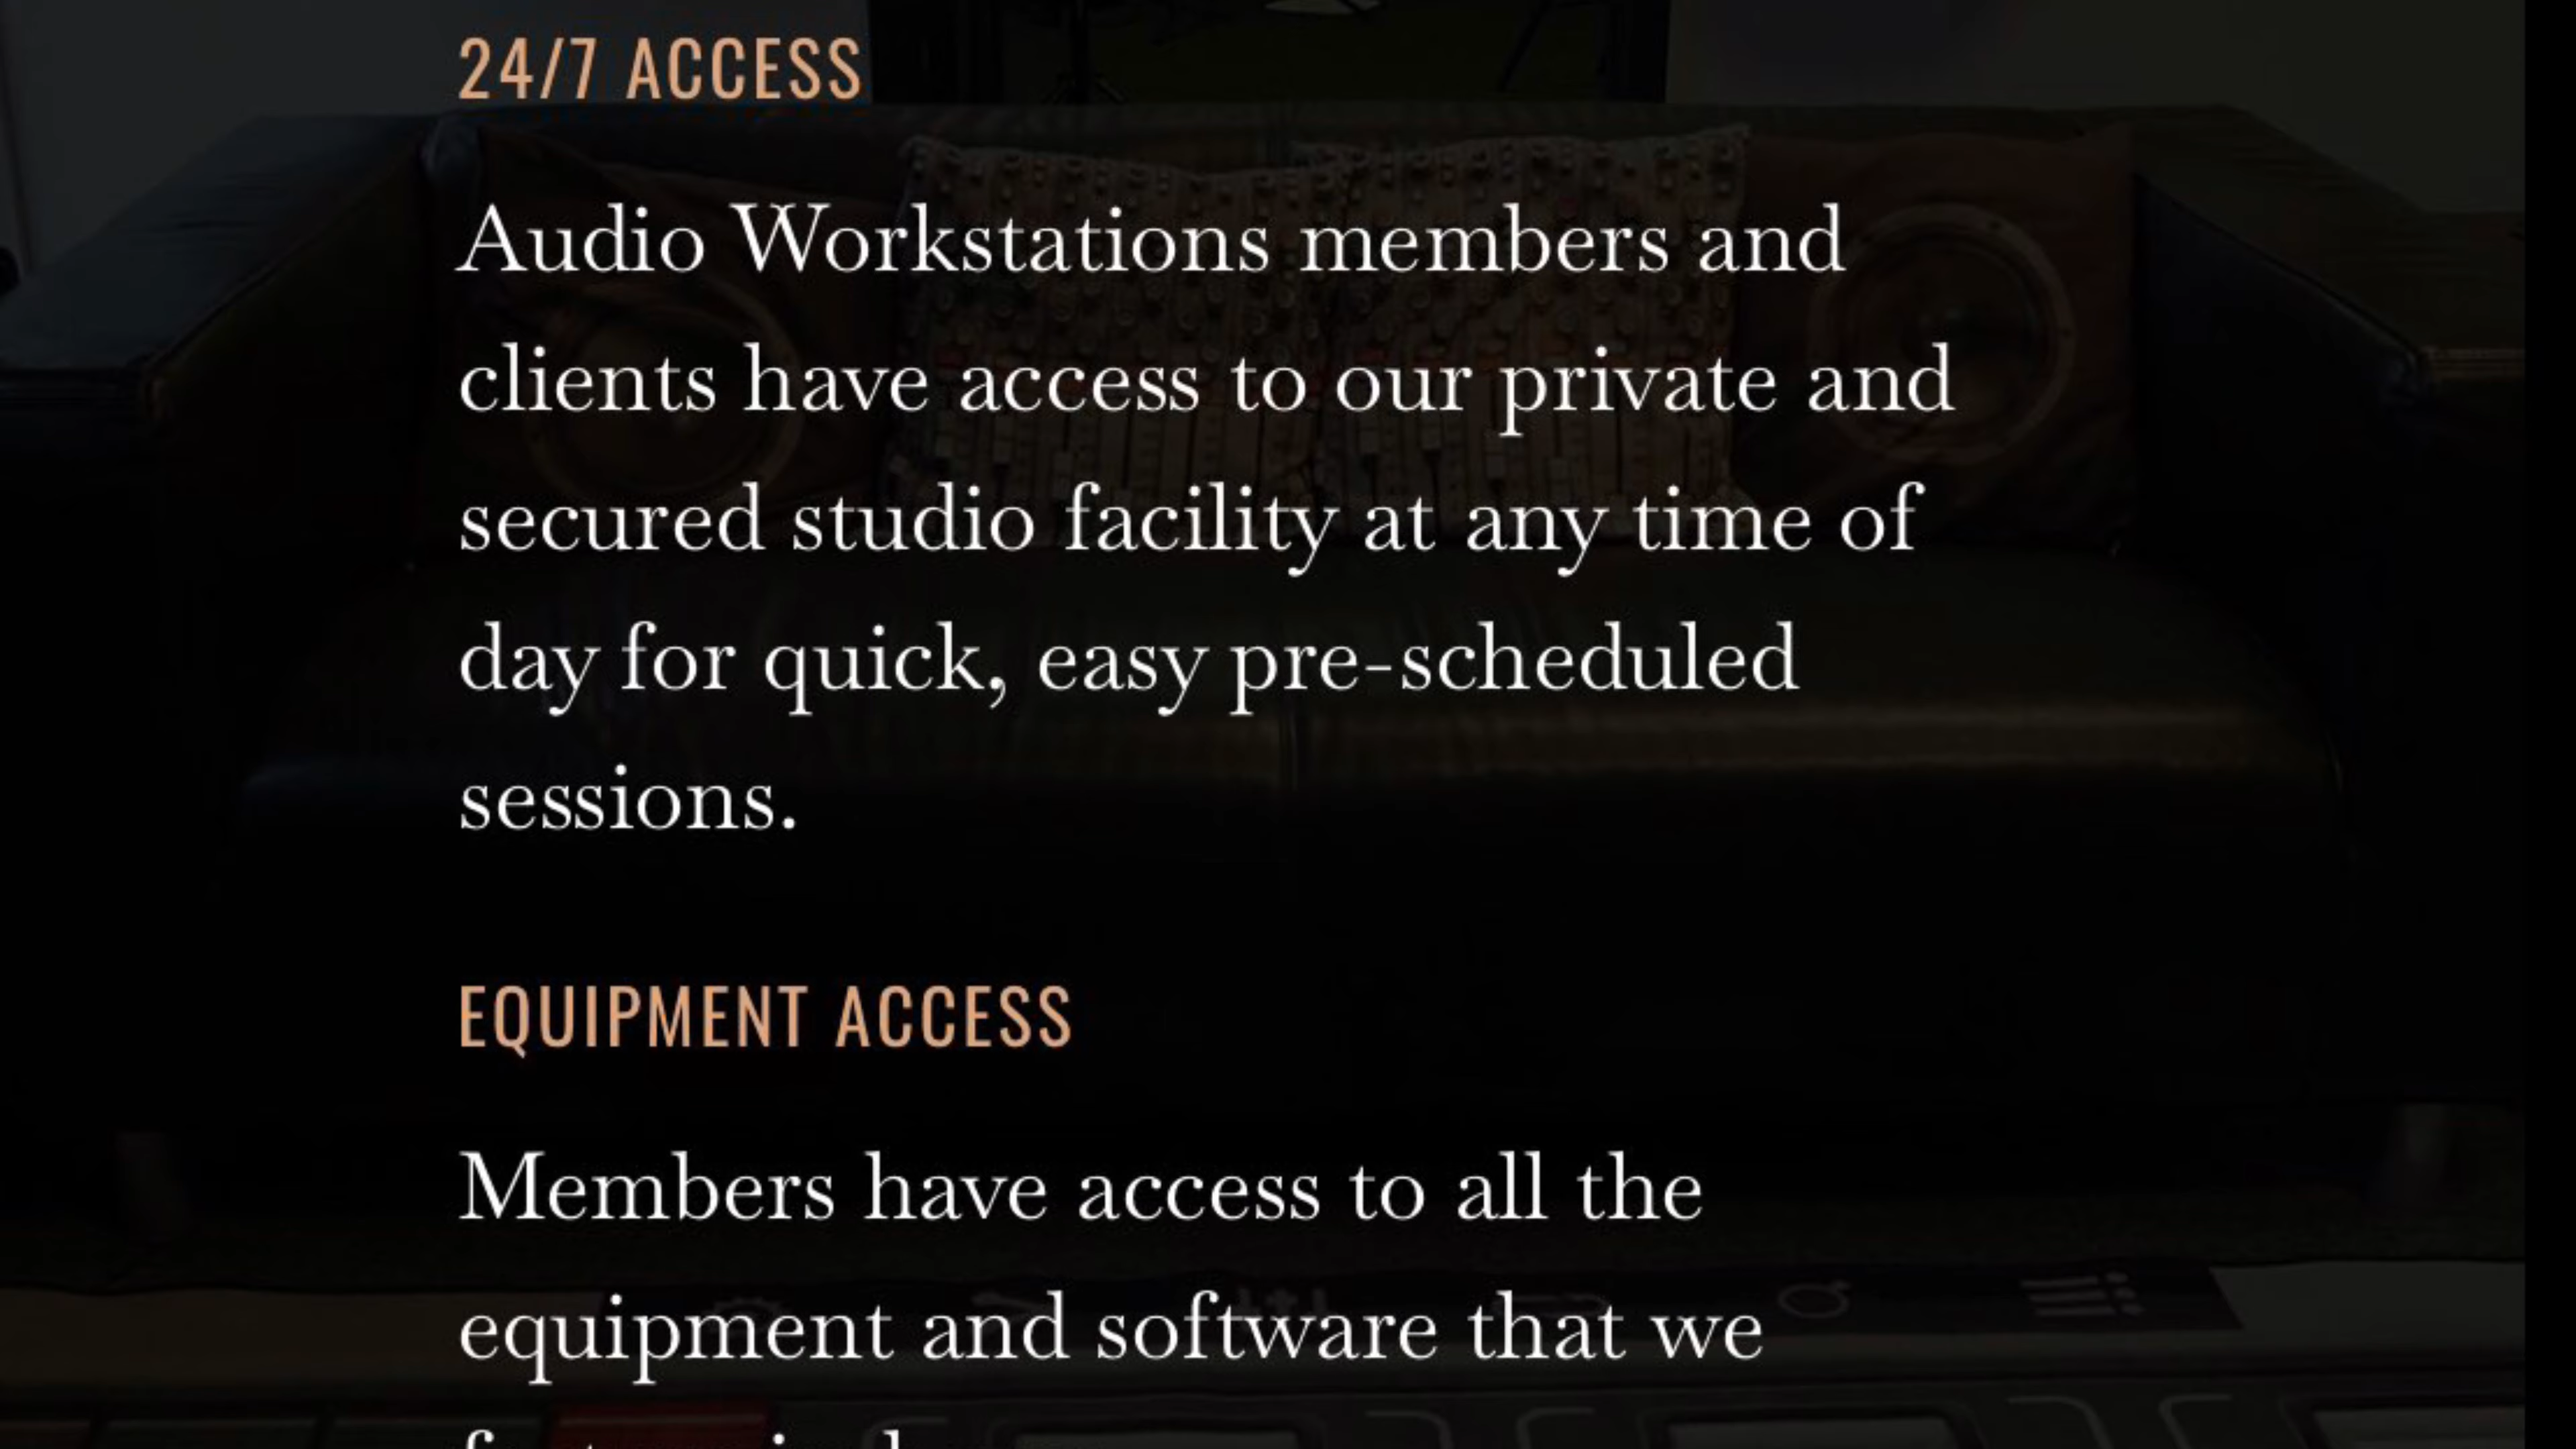 24/7 ACCESS
Audio Workstations members and
clients have access to our private and
secured studio facility at any time of
day for quick, easy pre-scheduled
sessions.
EQUIPMENT ACCESS
Members have access to all the
equipment and software that we